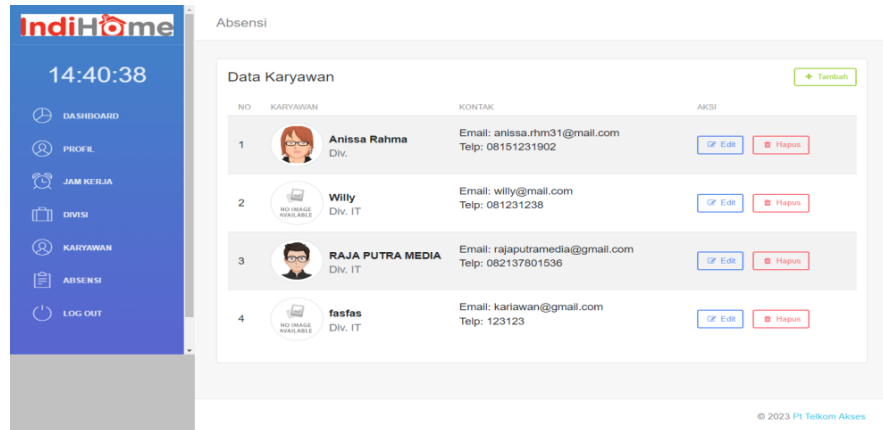 IndiHome
14:40:38
DASHBOARD
PROFIL
JAM KERJA
DIVISI
KARYAWAN
ABSENSI
LOG OUT
Absensi
Data Karyawan
Tambah
NO KARYAWAN KONTAK AKSI
1 Anissa Rahma Email: anissa.rhm31@mail.com Edit Hapus
Div. Telp: 08151231902
2 NO IMAGE AVAILABLE Willy Email: willy@mail.com Edit Hapus
Div. IT Telp: 081231238
3 RAJA PUTRA MEDIA Email: rajaputramedia@gmail.com Edit Hapus
Div. IT Telp: 082137801536
4 NO IMAGE AVAILABLE fasfas Email: kariawan@gmail.com Edit Hapus
Div. IT Telp: 123123
© 2023 Pt Telkom Akses